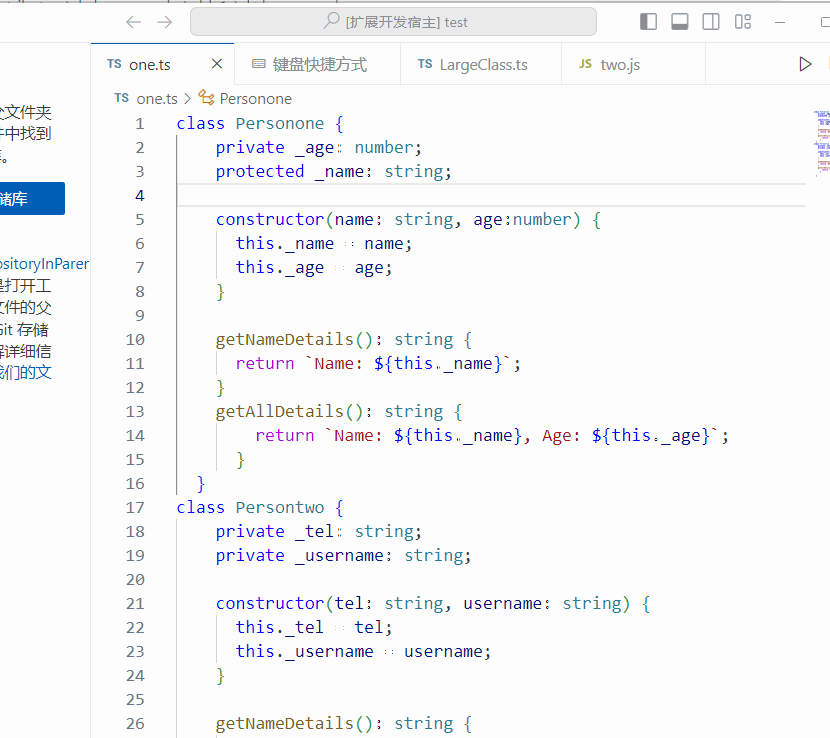 [扩展开发宿主] test
TS one.ts
键盘快捷方式
TS LargeClass.ts
JS two.js
TS one.ts > Personone
文件夹
件中找到
储库
ositoryInParer
是打开工
文件的父
Git 存储
解详细信
我们的文
1 class Personone {
2 private _age: number;
3 protected _name: string;
4
5 constructor(name: string, age:number) {
6 this._name = name;
7 this._age = age;
8 }
9
10 getNameDetails(): string {
11 return `Name: ${this._name}`;
12 }
13 getAllDetails(): string {
14 return `Name: ${this._name}, Age: ${this._age}`;
15 }
16 }
17 class Persontwo {
18 private _tel: string;
19 private _username: string;
20
21 constructor(tel: string, username: string) {
22 this._tel = tel;
23 this._username = username;
24 }
25
26 getNameDetails(): string {